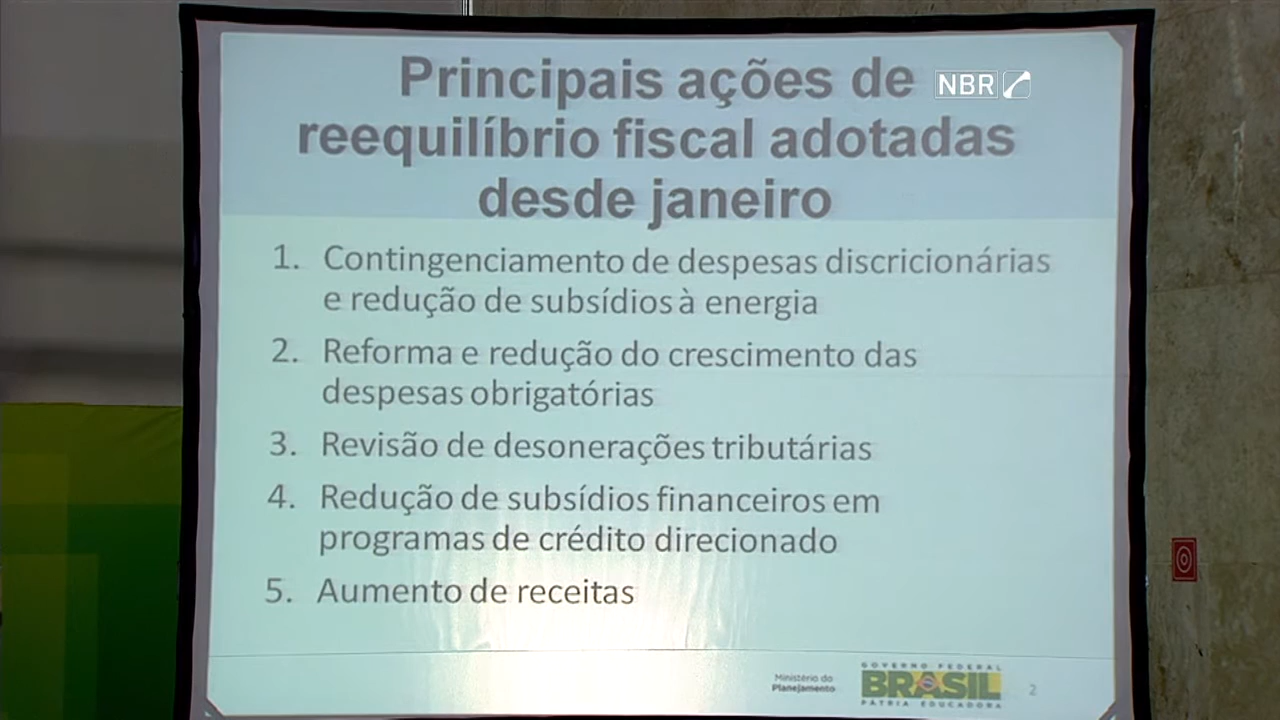 Principais ações de
NBR
reequilíbrio fiscal adotadas
desde janeiro
1. Contingenciamento de despesas discricionárias
e redução de subsídios à energia
2. Reforma e redução do crescimento das
despesas obrigatórias
3. Revisão de desonerações tributárias
4. Redução de subsídios financeiros em
programas de crédito direcionado
5. Aumento de receitas
Ministério do
Planejamento
GOVERNO FEDERAL
BRASIL
PÁTRIA EDUCADORA
2